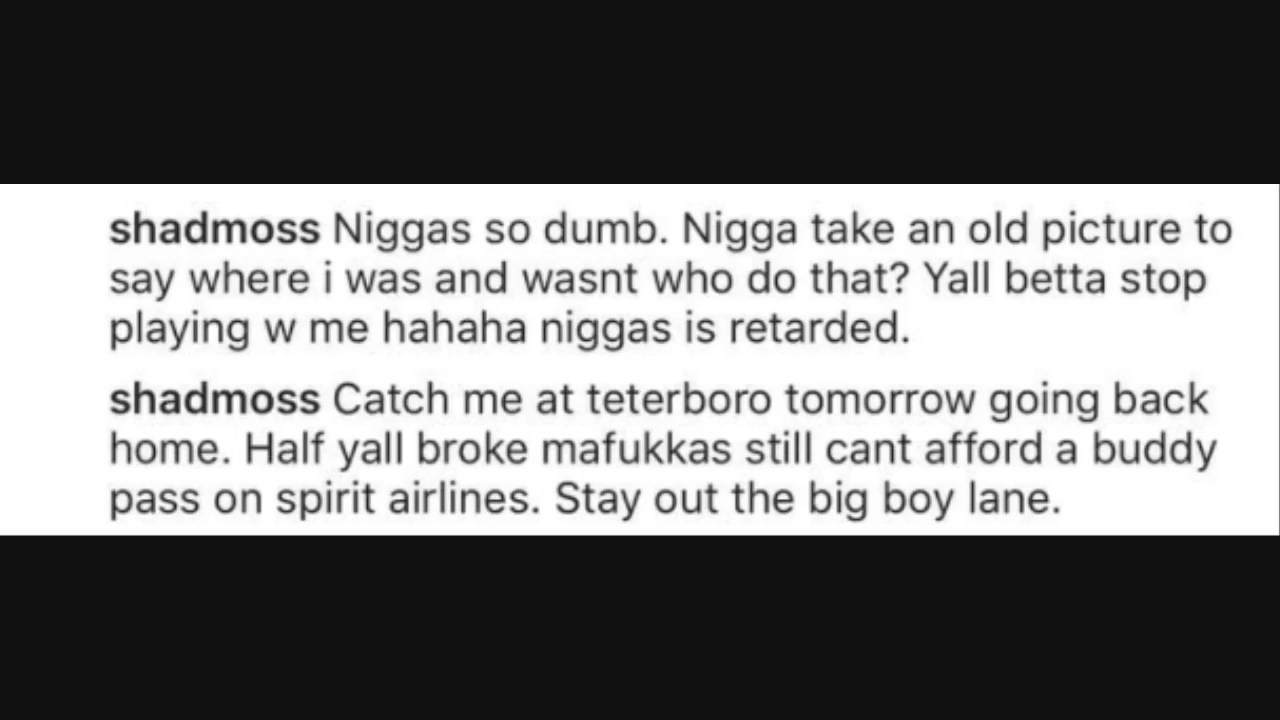 shadmoss Niggas so dumb. Nigga take an old picture to
say where i was and wasnt who do that? Yall betta stop
playing w me hahaha niggas is retarded.
shadmoss Catch me at teterboro tomorrow going back
home. Half yall broke mafukkas still cant afford a buddy
pass on spirit airlines. Stay out the big boy lane.